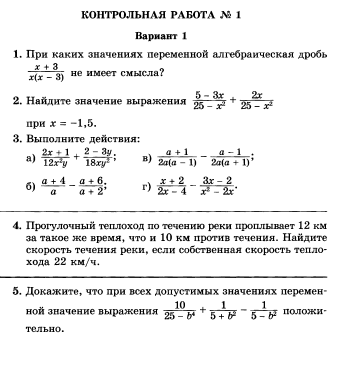 КОНТРОЛЬНАЯ РАБОТА № 1
Вариант 1
1. При каких значениях переменной алгебраическая дробь
(x + 3)/(x(x − 3)) не имеет смысла?
2. Найдите значение выражения (5 − 3x)/(25 − x²) + 2x/(25 − x²)
при x = −1,5.
3. Выполните действия:
а) (2x + 1)/(12x²y) + (2 − 3y)/(18xy²); в) (a + 1)/(2a(a − 1)) − (a − 1)/(2a(a + 1));
б) (a + 4)/a − (a + 6)/(a + 2); г) (x + 2)/(2x − 4) − (3x − 2)/(x² − 2x).
4. Прогулочный теплоход по течению реки проплывает 12 км
за такое же время, что и 10 км против течения. Найдите
скорость течения реки, если собственная скорость тепло-
хода 22 км/ч.
5. Докажите, что при всех допустимых значениях перемен-
ной значение выражения 10/(25 − b⁴) + 1/(5 + b²) − 1/(5 − b²) положи-
тельно.